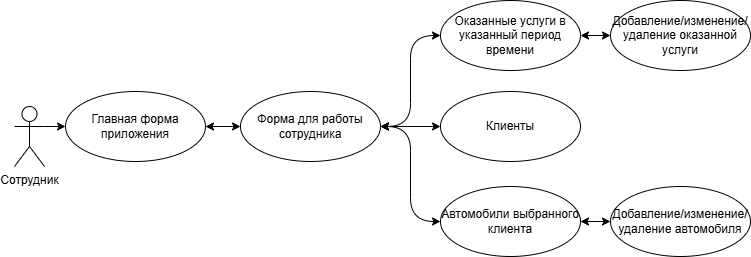 Оказанные услуги в
указанный период
времени
Добавление/изменение/
удаление оказанной
услуги
Главная форма
приложения
Форма для работы
сотрудника
Клиенты
Сотрудник
Автомобили выбранного
клиента
Добавление/изменение/
удаление автомобиля